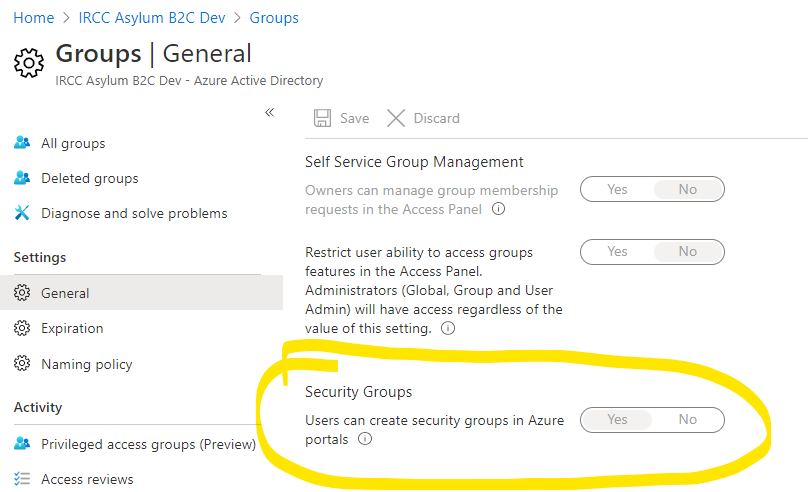 Home > IRCC Asylum B2C Dev > Groups
Groups | General
IRCC Asylum B2C Dev - Azure Active Directory
«
All groups
Deleted groups
Diagnose and solve problems
Settings
General
Expiration
Naming policy
Activity
Privileged access groups (Preview)
Access reviews
Save Discard
Self Service Group Management
Owners can manage group membership
requests in the Access Panel
Yes No
Restrict user ability to access groups
features in the Access Panel.
Administrators (Global, Group and User
Admin) will have access regardless of the
value of this setting.
Yes No
Security Groups
Users can create security groups in Azure
portals
Yes No